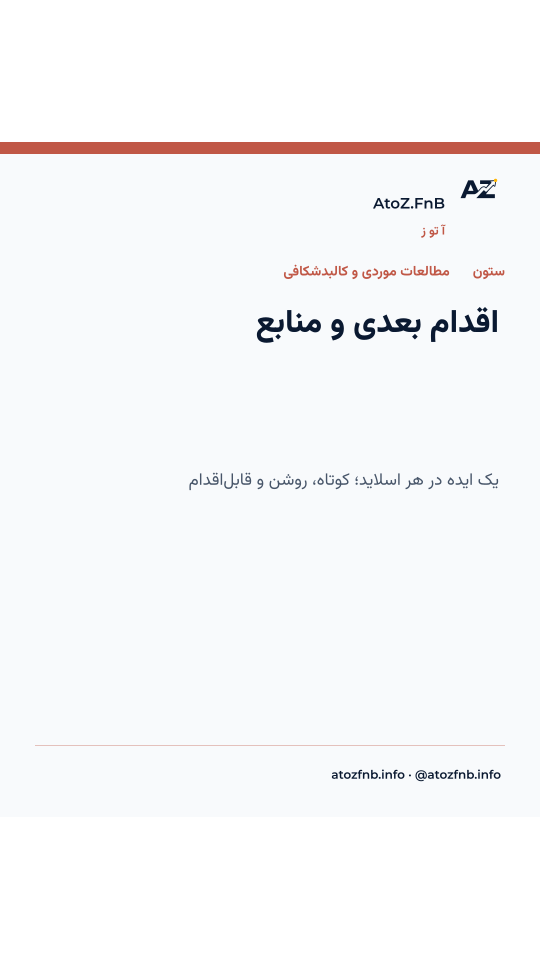 AZ
AtoZ.FnB
آ تو ز
ستون مطالعات موردی و کالبدشکافی
اقدام بعدی و منابع
یک ایده در هر اسلاید؛ کوتاه، روشن و قابل‌اقدام
atozfnb.info · @atozfnb.info